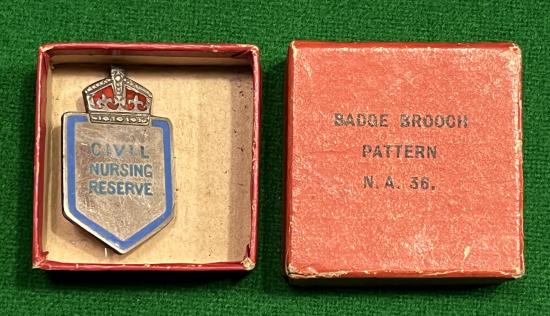 CIVIL
NURSING
RESERVE
BADGE BROOCH
PATTERN
N. A. 36.